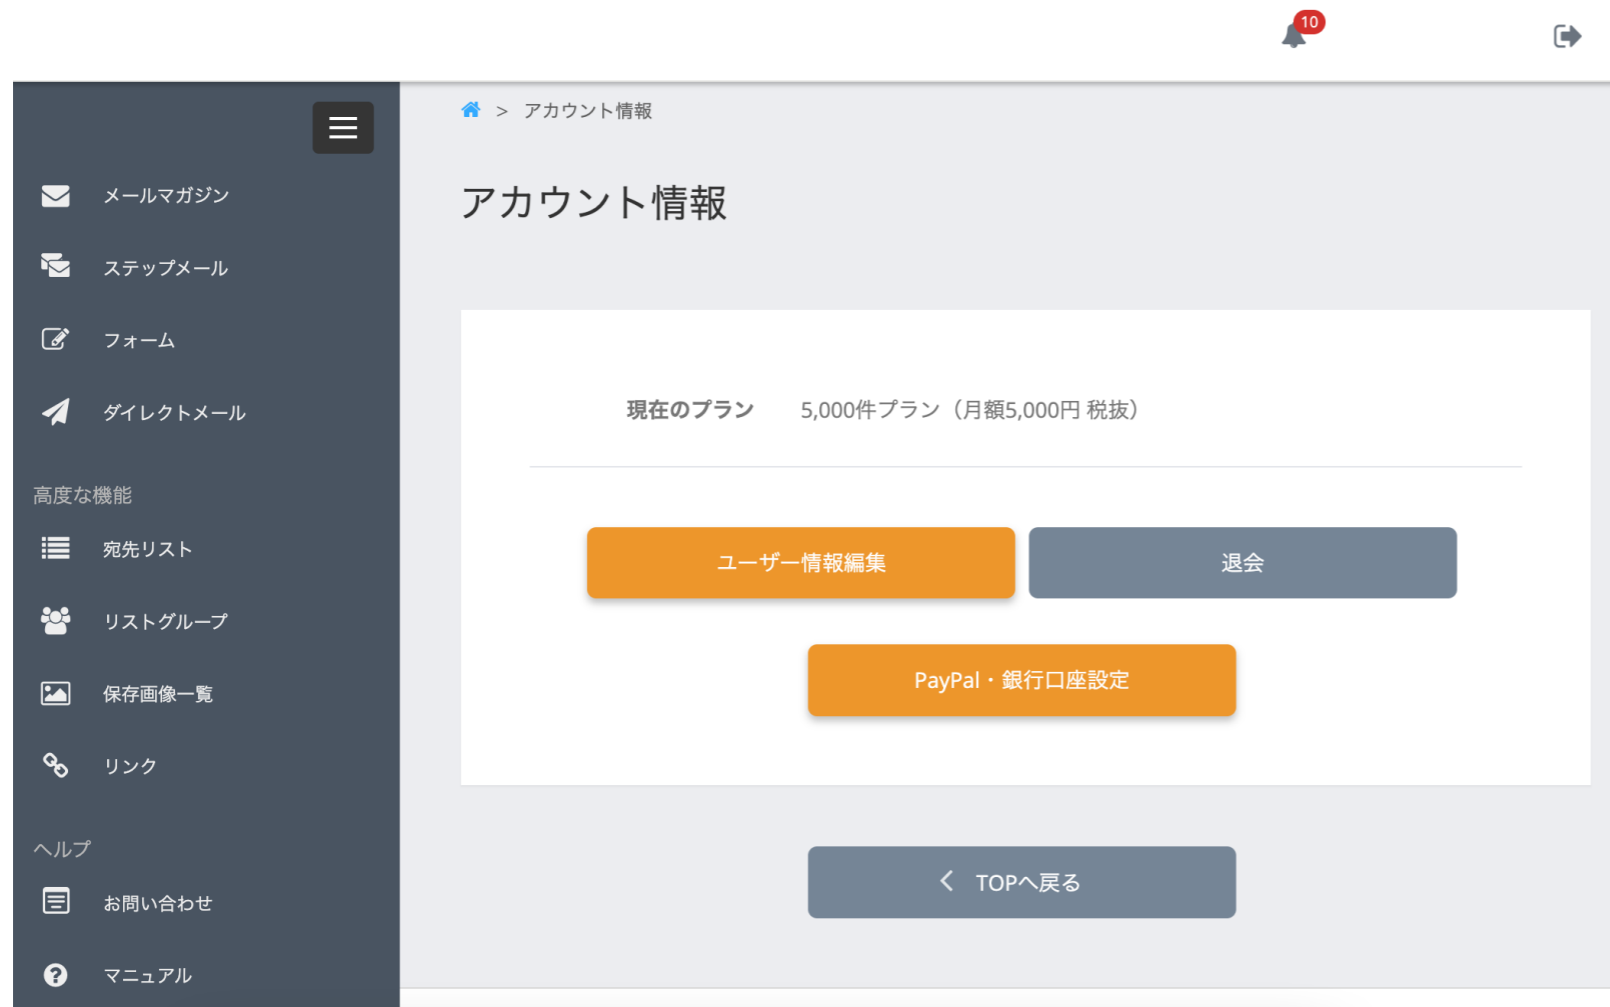 10
> アカウント情報
メールマガジン
ステップメール
フォーム
ダイレクトメール
高度な機能
宛先リスト
リストグループ
保存画像一覧
リンク
ヘルプ
お問い合わせ
マニュアル
アカウント情報
現在のプラン 5,000件プラン（月額5,000円 税抜）
ユーザー情報編集
退会
PayPal・銀行口座設定
TOPへ戻る